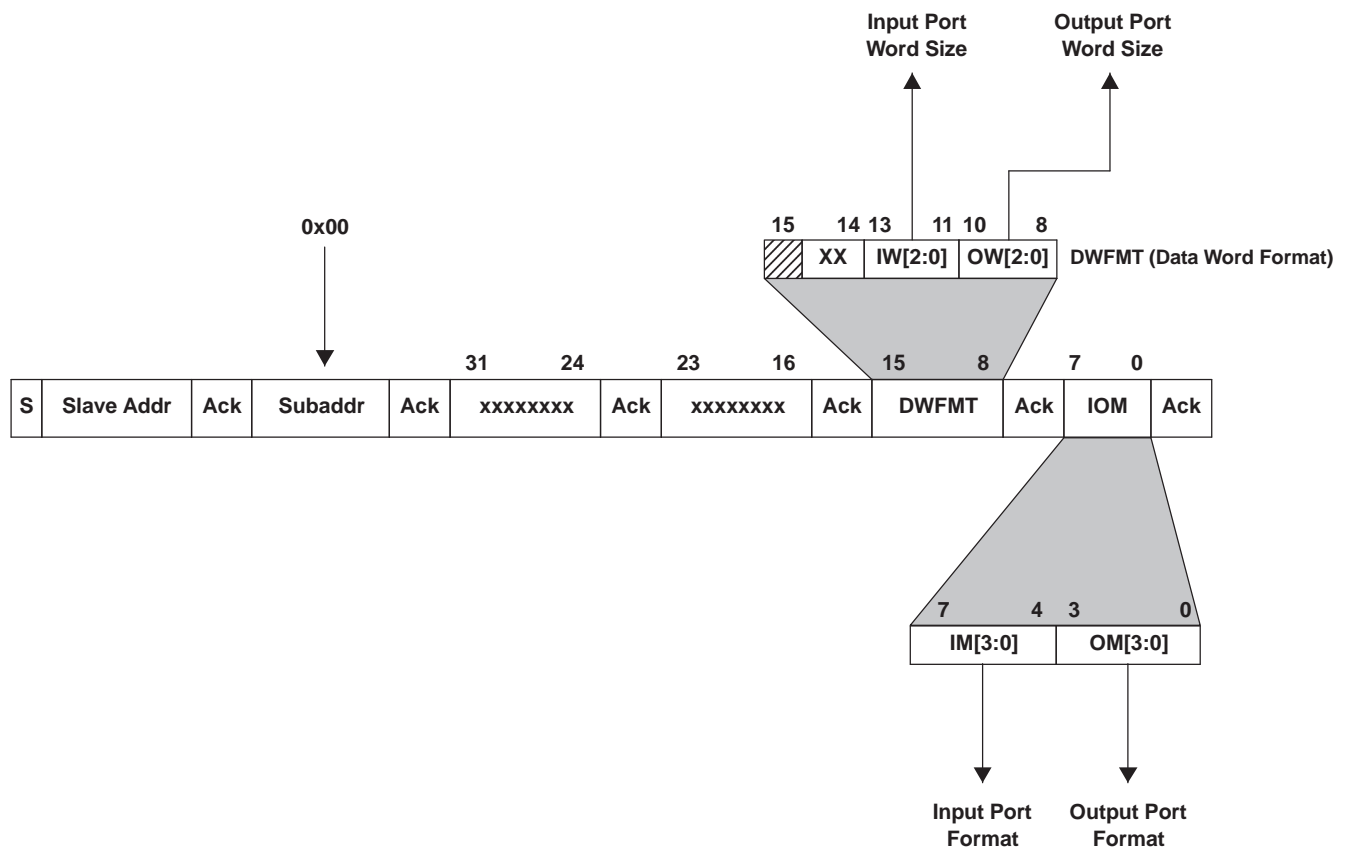 Input Port
Word Size
Output Port
Word Size
0x00
15 14 13 11 10 8
XX IW[2:0] OW[2:0] DWFMT (Data Word Format)
31 24 23 16 15 8 7 0
S Slave Addr Ack Subaddr Ack xxxxxxxx Ack xxxxxxxx Ack DWFMT Ack IOM Ack
7 4 3 0
IM[3:0] OM[3:0]
Input Port
Format
Output Port
Format